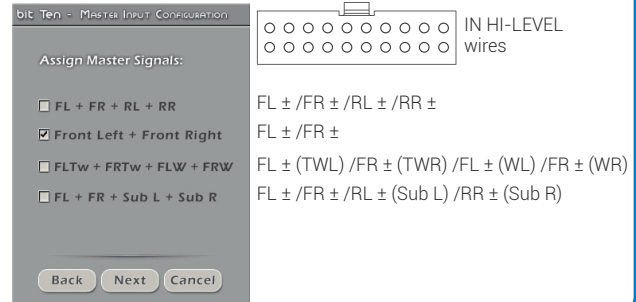 bit Ten - Master Input Configuration
Assign Master Signals:
FL + FR + RL + RR
Front Left + Front Right
FLTw + FRTw + FLW + FRW
FL + FR + Sub L + Sub R
Back Next Cancel
IN HI-LEVEL
wires
FL ± /FR ± /RL ± /RR ±
FL ± /FR ±
FL ± (TWL) /FR ± (TWR) /FL ± (WL) /FR ± (WR)
FL ± /FR ± /RL ± (Sub L) /RR ± (Sub R)